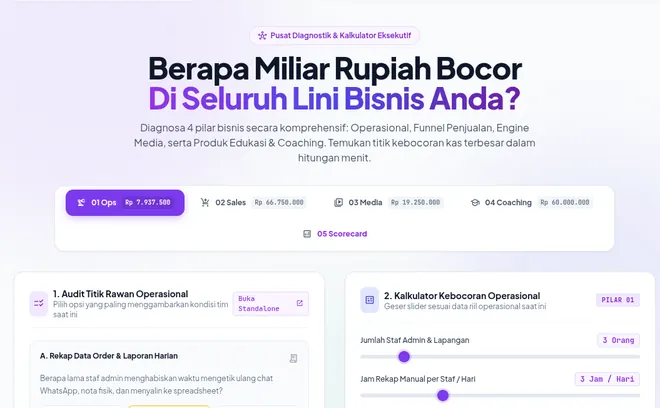 Pusat Diagnostik & Kalkulator Eksekutif
Berapa Miliar Rupiah Bocor
Di Seluruh Lini Bisnis Anda?
Diagnosa 4 pilar bisnis secara komprehensif: Operasional, Funnel Penjualan, Engine
Media, serta Produk Edukasi & Coaching. Temukan titik kebocoran kas terbesar dalam
hitungan menit.
01 Ops Rp 7.937.500
02 Sales Rp 66.750.000
03 Media Rp 19.250.000
04 Coaching Rp 60.000.000
05 Scorecard
1. Audit Titik Rawan Operasional
Pilih opsi yang paling menggambarkan kondisi tim
saat ini
Buka
Standalone
A. Rekap Data Order & Laporan Harian
Berapa lama staf admin menghabiskan waktu mengetik ulang chat
WhatsApp, nota fisik, dan menyalin ke spreadsheet?
2. Kalkulator Kebocoran Operasional
Geser slider sesuai data riil operasional saat ini
PILAR 01
Jumlah Staf Admin & Lapangan
3 Orang
Jam Rekap Manual per Staf / Hari
3 Jam / Hari